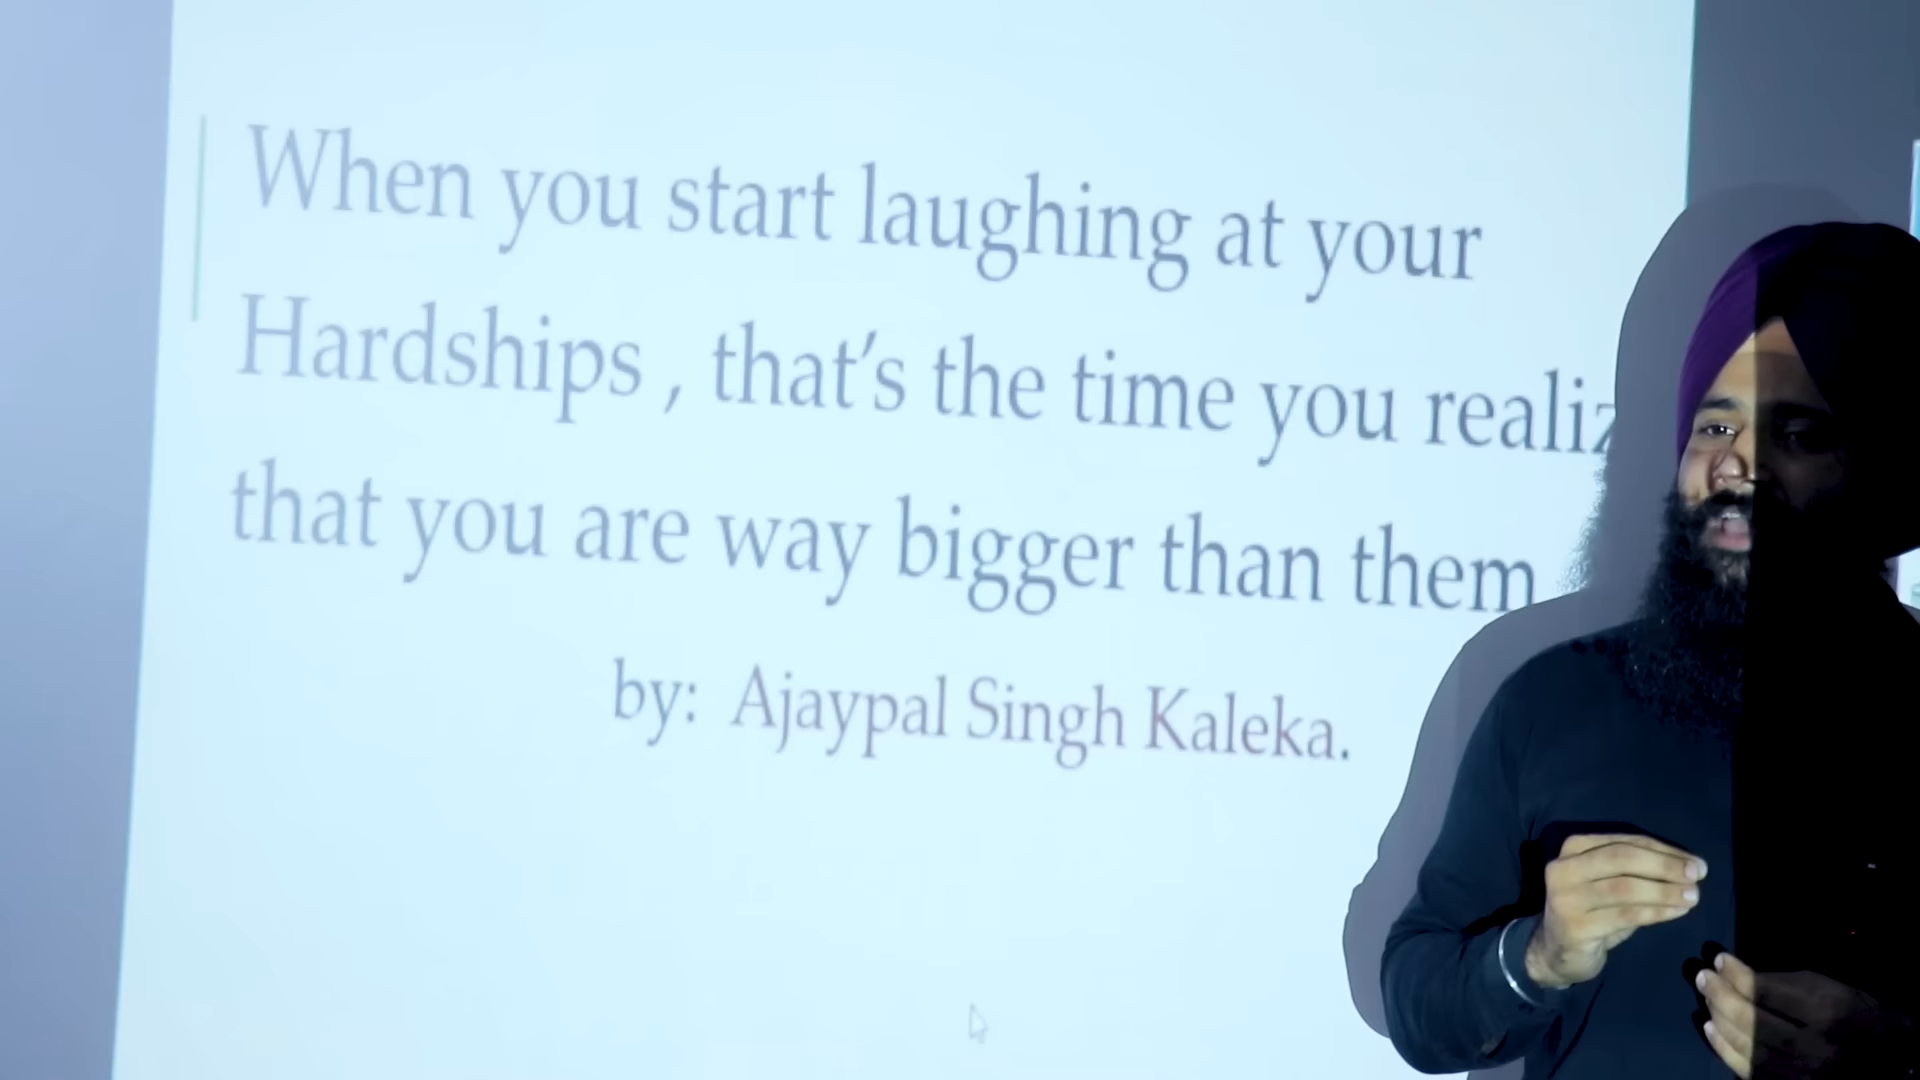 When you start laughing at your
Hardships , that's the time you realiz
that you are way bigger than them
by: Ajaypal Singh Kaleka.